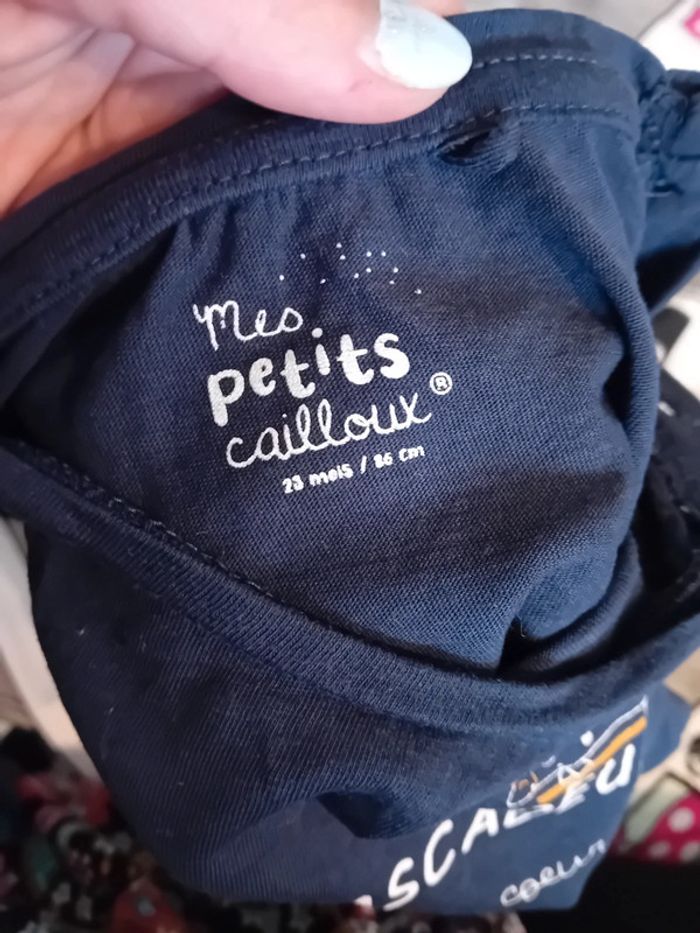 Mes
petits
cailloux®
23 mois / 86 cm
coeur